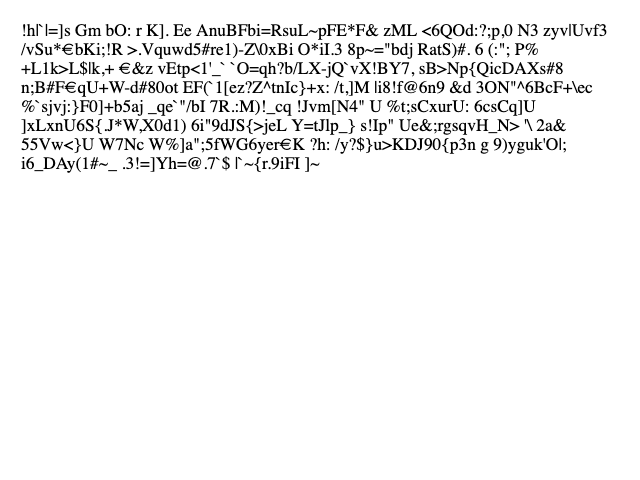 !hl`|=]s Gm bO: r K]. Ee AnuBFbi=RsuL~pFE*F& zML <6QOd:?;p,0 N3 zyv|Uvf3
/vSu*€bKi;!R >.Vquwd5#re1)-Z\0xBi O*iI.3 8p~="bdj RatS)#. 6 (:"; P%
+L1k>L$|k,+ €&z vEtp<1'_` `O=qh?b/LX-jQ`vX!BY7, sB>Np{QicDAXs#8
n;B#F€qU+W-d#80ot EF(`1[ez?Z^tnIc}+x: /t,]M |i8!f@6n9 &d 3ON"^6BcF+\ec
%`sjvj:}F0]+b5aj _qe`"/bI 7R.:M)!_cq !Jvm[N4" U %t;sCxurU: 6csCq]U
]xLxnU6S{.J*W,X0d1) 6i"9dJS{>jeL Y=tJlp_} s!Ip" Ue&;rgsqvH_N> '\ 2a&
55Vw<}U W7Nc W%]a";5fWG6yer€K ?h: /y?$}u>KDJ90{p3n g 9)yguk'O|;
i6_DAy(1#~_ .3!=]Yh=@.7`$ |`~{r.9iFI ]~